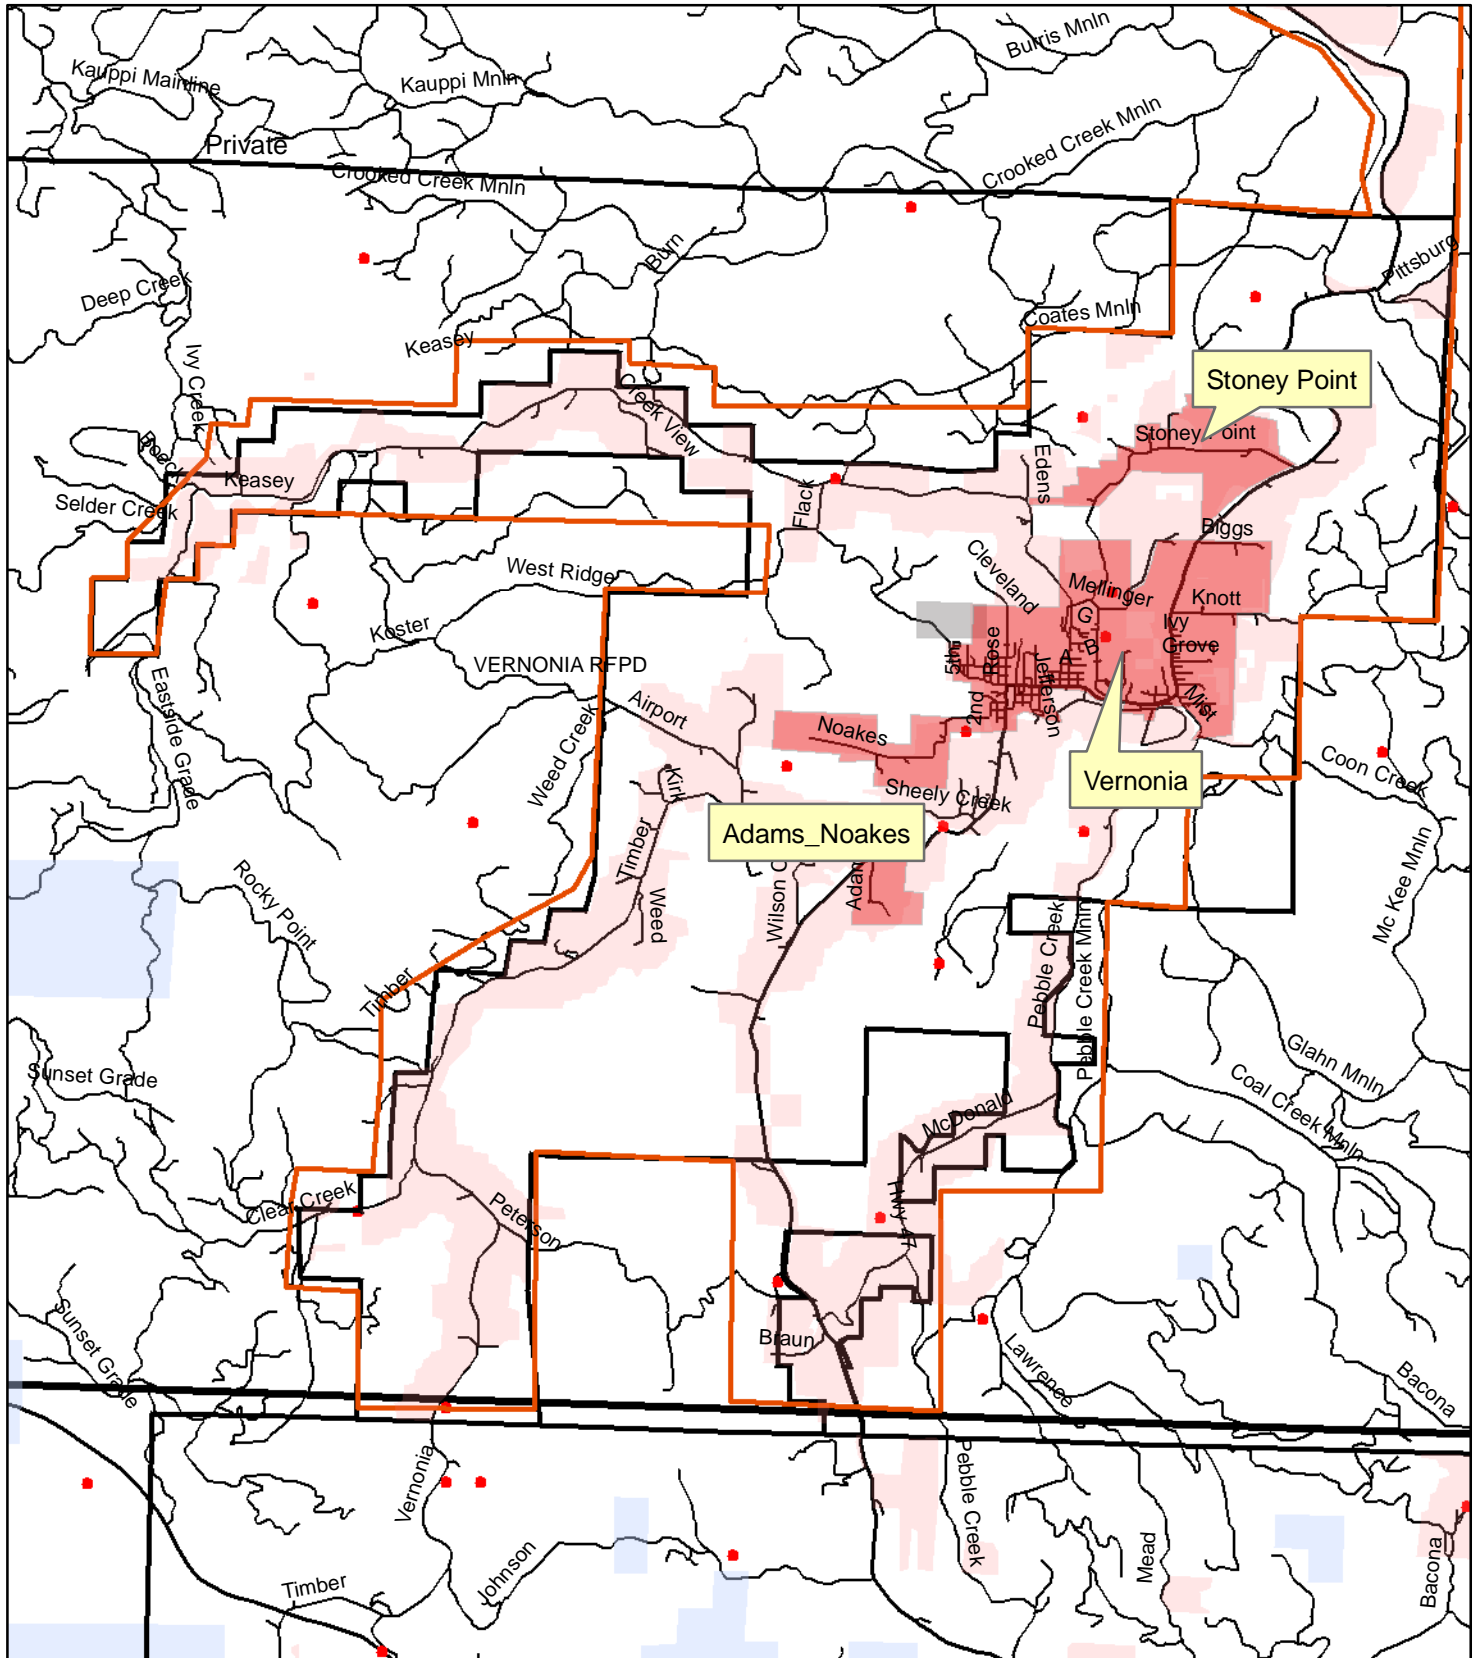 Burris Mnln
Kauppi Mainline
Kauppi Mnln
Private
Crooked Creek Mnln
Crooked Creek Mnln
Burn
Pittsburg
Deep Creek
Coates Mnln
Keasey
Ivy Creek
Stoney Point
Creek View
Stoney Point
Keasey
Edens
Selder Creek
Flack
Biggs
Cleveland
West Ridge
Mellinger
Knott
G
Ivy
Grove
Koster
5th
Rose
A
B
VERNONIA RFPD
Jefferson
Eastside Grade
Airport
2nd
Mist
Noakes
Weed Creek
Coon Creek
Kirk
Vernonia
Sheely Creek
Adams_Noakes
Timber
Rocky Point
Weed
Wilson C
Adam
Mc Kee Mnln
Pebble Creek
Pebble Creek Mnln
Timber
Sunset Grade
Glahn Mnln
Coal Creek Mnln
McDonald
Clear Creek
Peterson
Hwy 47
Sunset Grade
Braun
Lawrence
Bacona
Vernonia
Pebble Creek
Mead
Bacona
Johnson
Timber